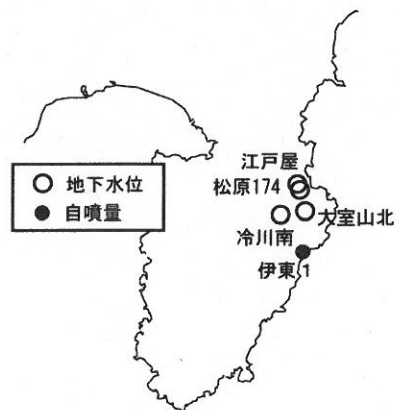 江戸屋
松原174
地下水位
自噴量
大室山北
冷川南
伊東1